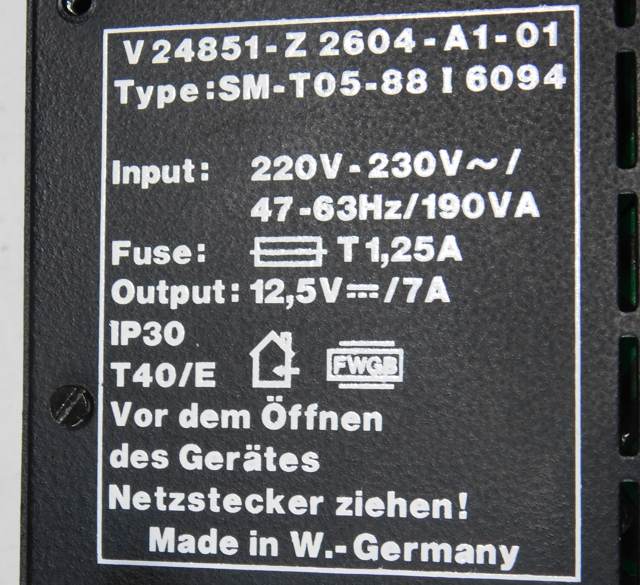 V24851-Z 2604-A1-01
Type:SM-T05-88 I 6094
Input: 220V-230V~/
47-63Hz/190VA
Fuse: T1,25A
Output: 12,5V⎓/7A
IP30
T40/E FWGB
Vor dem Öffnen
des Gerätes
Netzstecker ziehen!
Made in W.-Germany